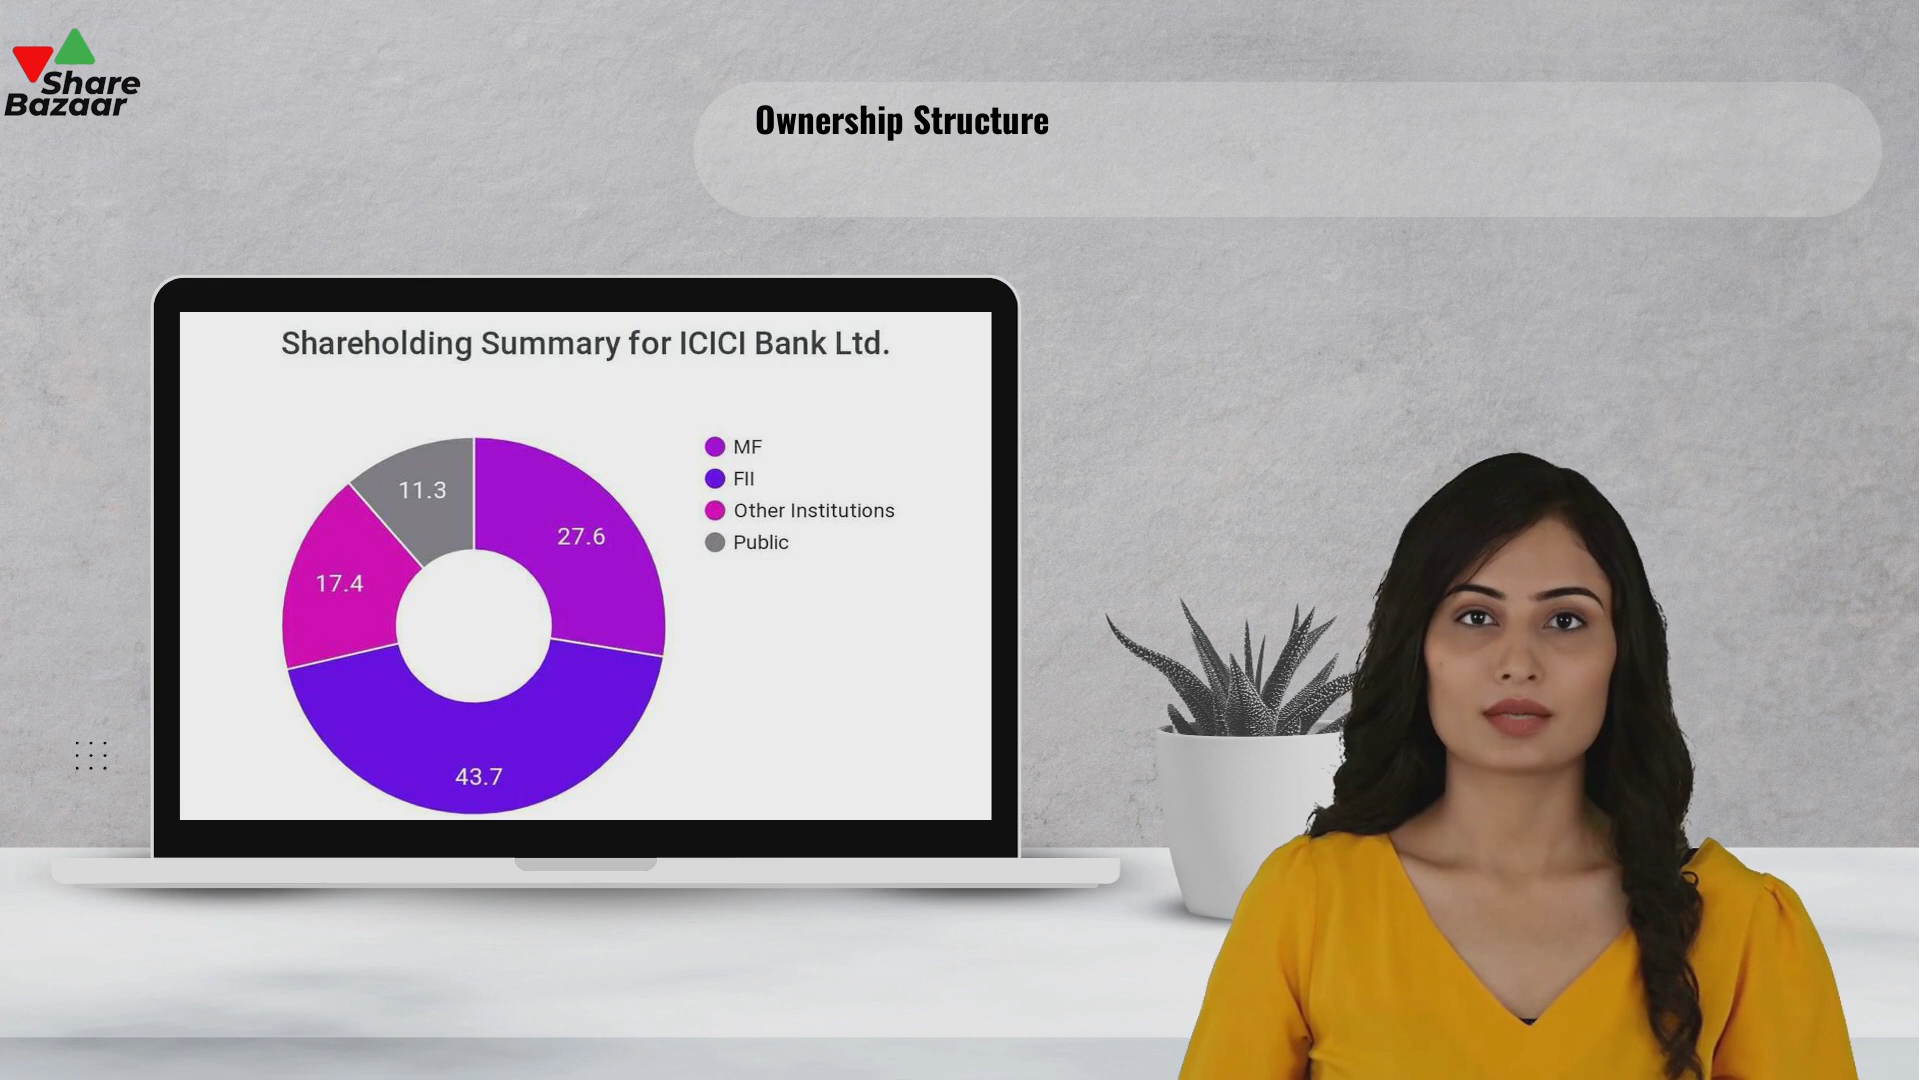 Share
Bazaar
Ownership Structure
Shareholding Summary for ICICI Bank Ltd.
MF
FII
Other Institutions
Public
11.3
27.6
17.4
43.7